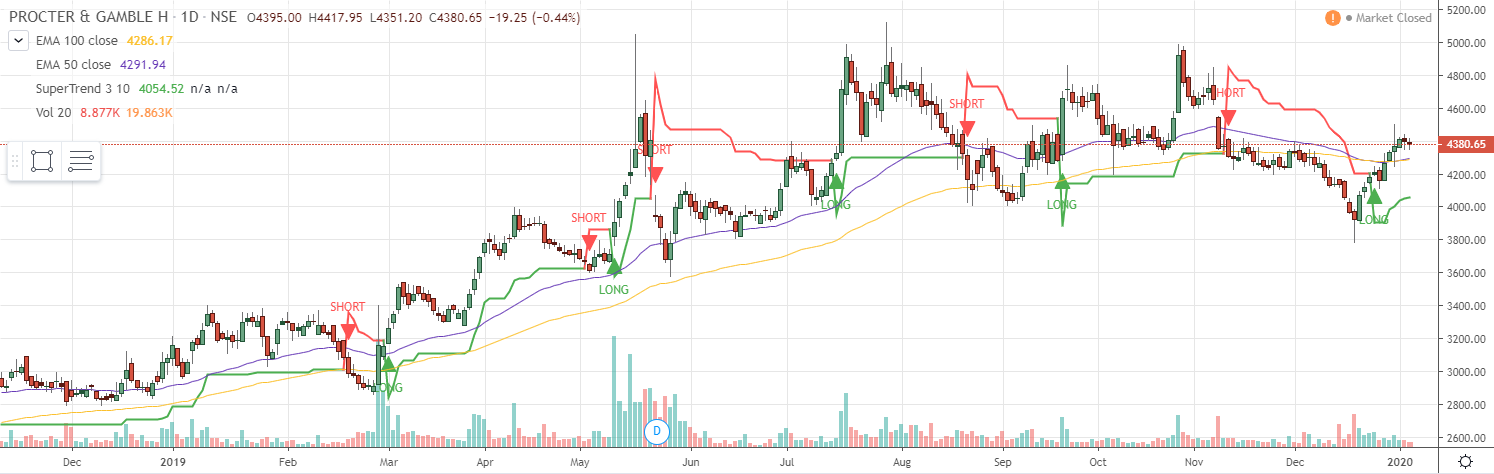 PROCTER & GAMBLE H · 1D · NSE O4395.00 H4417.95 L4351.20 C4380.65 −19.25 (−0.44%)
! Market Closed
EMA 100 close 4286.17
EMA 50 close 4291.94
SuperTrend 3 10 4054.52 n/a n/a
Vol 20 8.877K 19.863K
5200.00
5000.00
4800.00
4600.00
4380.65
4200.00
4000.00
3800.00
3600.00
3400.00
3200.00
3000.00
2800.00
2600.00
SHORT
LONG
SHORT
LONG
SHORT
LONG
SHORT
LONG
SHORT
LONG
D
Dec 2019 Feb Mar Apr May Jun Jul Aug Sep Oct Nov Dec 2020